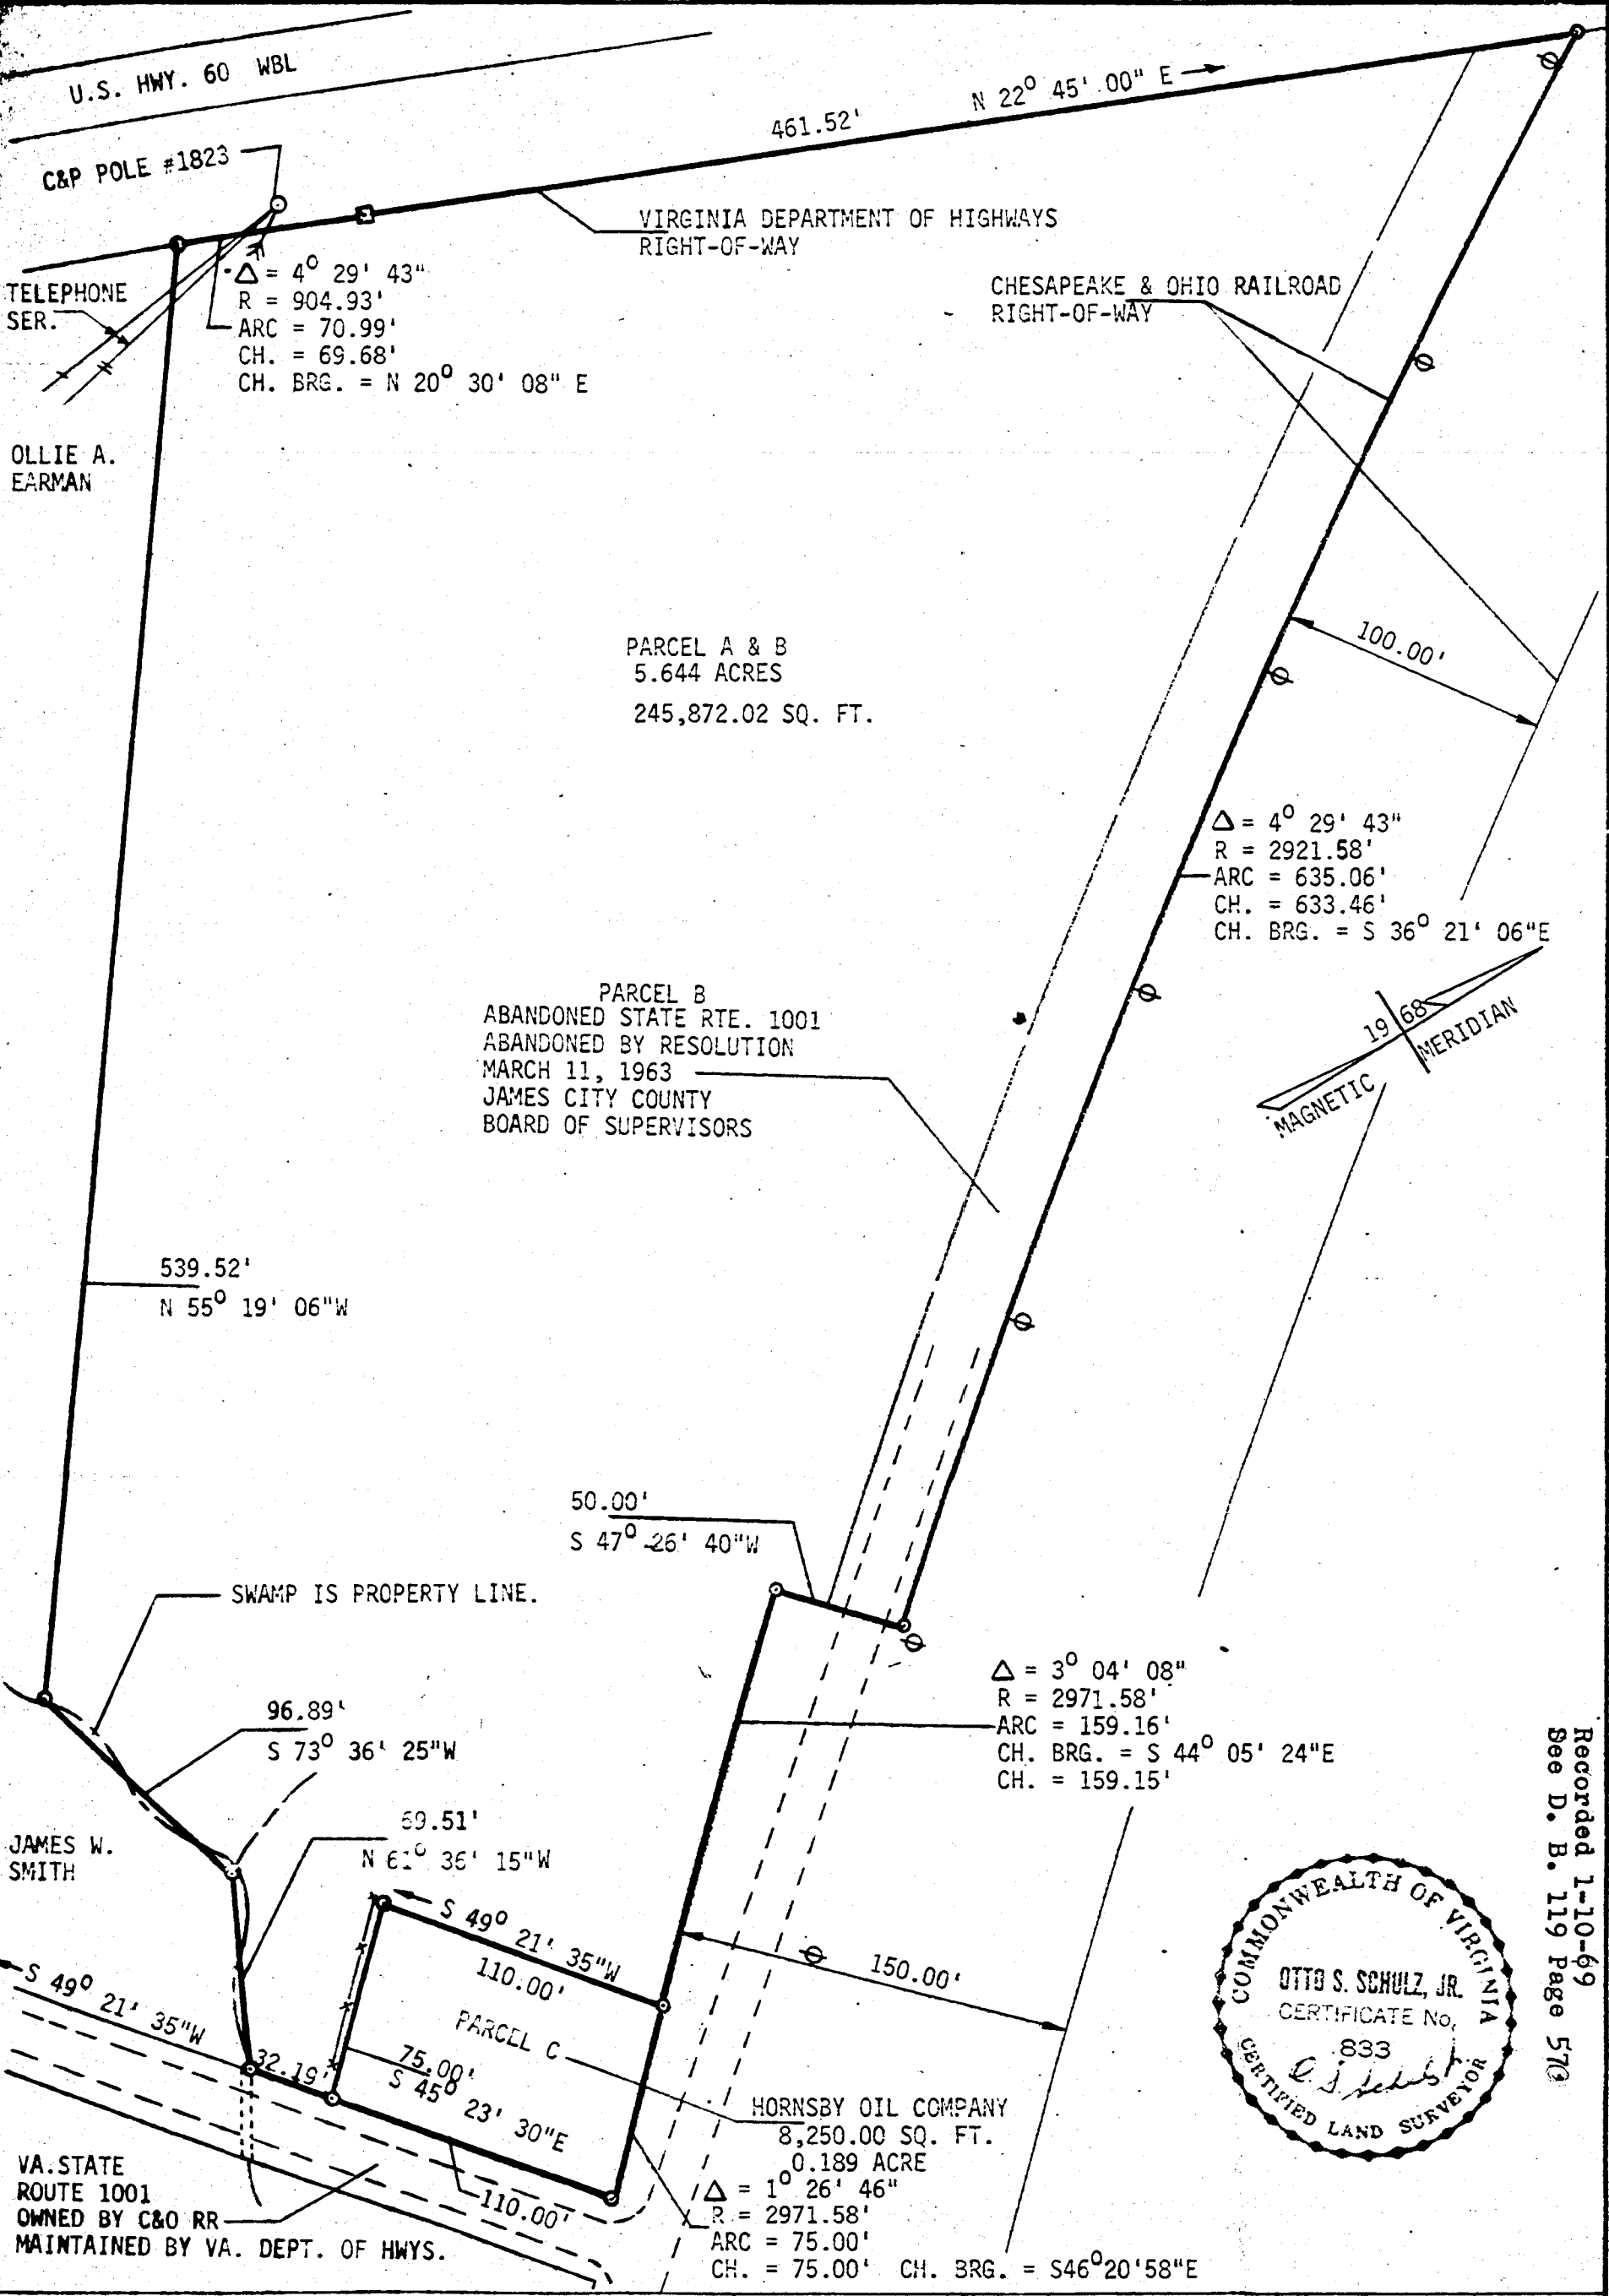 U.S. HWY. 60 WBL
N 22° 45' 00" E
461.52'
C&P POLE #1823
VIRGINIA DEPARTMENT OF HIGHWAYS
RIGHT-OF-WAY
TELEPHONE
SER.
Δ = 4° 29' 43"
R = 904.93'
ARC = 70.99'
CH. = 69.68'
CH. BRG. = N 20° 30' 08" E
CHESAPEAKE & OHIO RAILROAD
RIGHT-OF-WAY
OLLIE A.
EARMAN
PARCEL A & B
5.644 ACRES
245,872.02 SQ. FT.
100.00'
Δ = 4° 29' 43"
R = 2921.58'
ARC = 635.06'
CH. = 633.46'
CH. BRG. = S 36° 21' 06"E
PARCEL B
ABANDONED STATE RTE. 1001
ABANDONED BY RESOLUTION
MARCH 11, 1963
JAMES CITY COUNTY
BOARD OF SUPERVISORS
1968
MAGNETIC MERIDIAN
539.52'
N 55° 19' 06"W
50.00'
S 47° 26' 40"W
SWAMP IS PROPERTY LINE.
96.89'
S 73° 36' 25"W
Δ = 3° 04' 08"
R = 2971.58'
ARC = 159.16'
CH. BRG. = S 44° 05' 24"E
CH. = 159.15'
JAMES W.
SMITH
69.51'
N 61° 36' 15"W
S 49° 21' 35"W
110.00'
150.00'
S 49° 21' 35"W
32.19'
PARCEL C
75.00'
S 45° 23' 30"E
HORNSBY OIL COMPANY
8,250.00 SQ. FT.
0.189 ACRE
110.00'
Δ = 1° 26' 46"
R = 2971.58'
ARC = 75.00'
CH. = 75.00' CH. BRG. = S46°20'58"E
VA.STATE
ROUTE 1001
OWNED BY C&O RR
MAINTAINED BY VA. DEPT. OF HWYS.
COMMONWEALTH OF VIRGINIA
OTTO S. SCHULZ, JR.
CERTIFICATE No.
833
O. S. Schulz Jr.
CERTIFIED LAND SURVEYOR
Recorded 1-10-69
See D. B. 119 Page 570